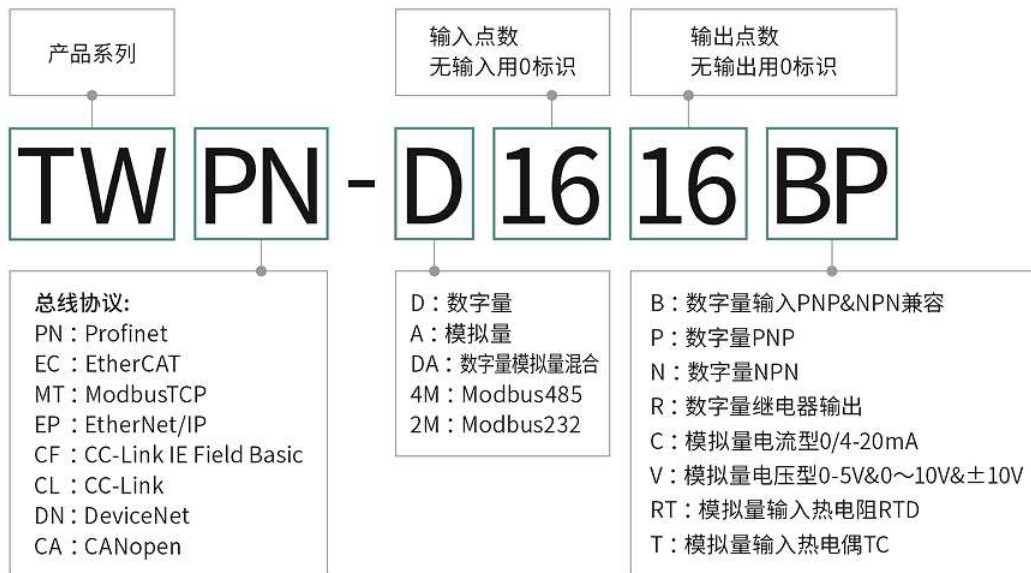 产品系列
输入点数
无输入用0标识
输出点数
无输出用0标识
TW PN - D 16 16 BP
总线协议:
PN：Profinet
EC：EtherCAT
MT：ModbusTCP
EP：EtherNet/IP
CF：CC-Link IE Field Basic
CL：CC-Link
DN：DeviceNet
CA：CANopen
D：数字量
A：模拟量
DA：数字量模拟量混合
4M：Modbus485
2M：Modbus232
B：数字量输入PNP&NPN兼容
P：数字量PNP
N：数字量NPN
R：数字量继电器输出
C：模拟量电流型0/4-20mA
V：模拟量电压型0-5V&0～10V&±10V
RT：模拟量输入热电阻RTD
T：模拟量输入热电偶TC